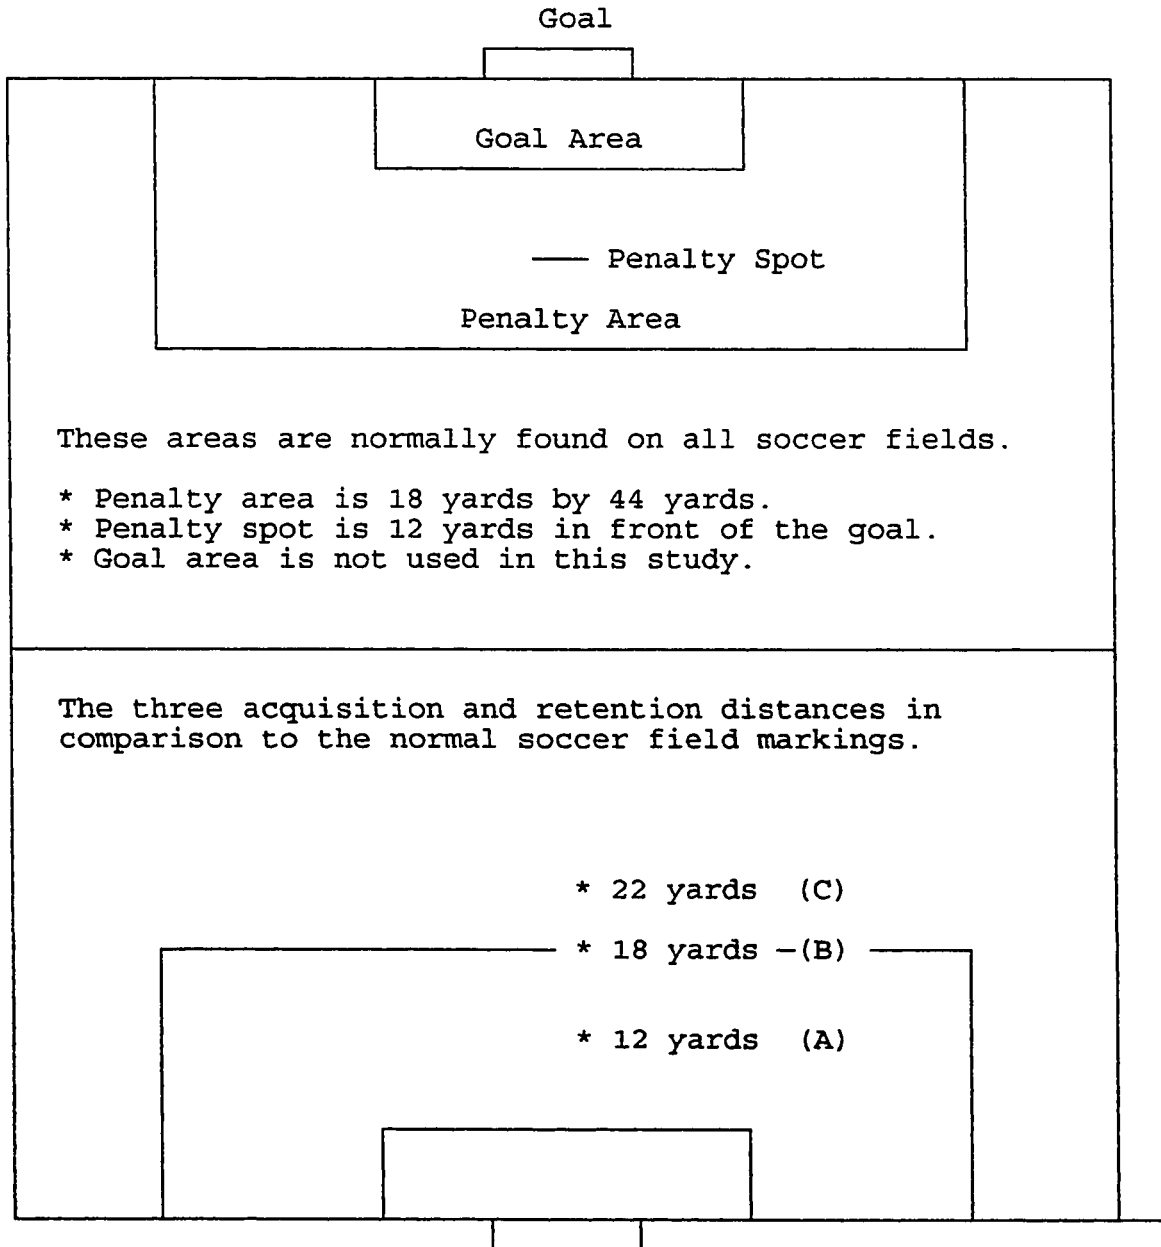 Goal
Goal Area
Penalty Spot
Penalty Area
These areas are normally found on all soccer fields.
* Penalty area is 18 yards by 44 yards.
* Penalty spot is 12 yards in front of the goal.
* Goal area is not used in this study.
The three acquisition and retention distances in
comparison to the normal soccer field markings.
* 22 yards (C)
* 18 yards (B)
* 12 yards (A)